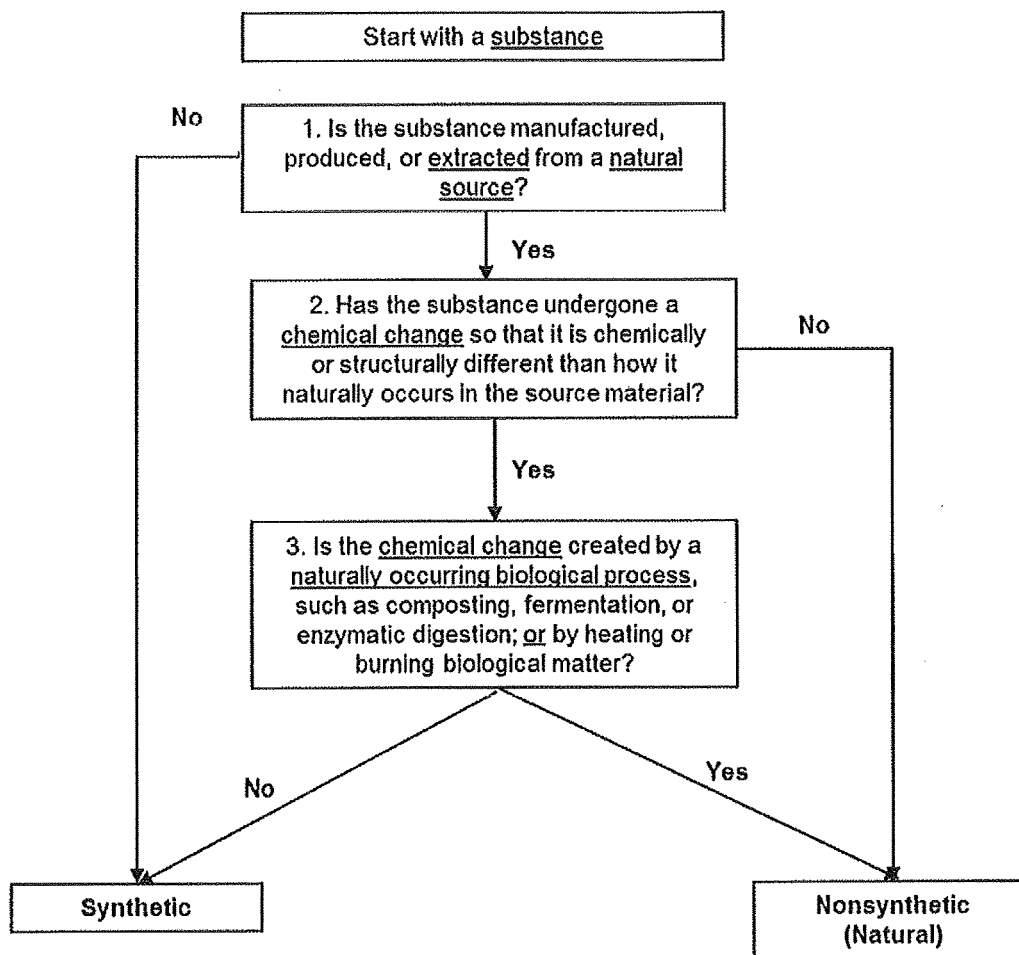 Start with a substance
No
1. Is the substance manufactured,
produced, or extracted from a natural
source?
Yes
2. Has the substance undergone a
chemical change so that it is chemically
or structurally different than how it
naturally occurs in the source material?
No
Yes
3. Is the chemical change created by a
naturally occurring biological process,
such as composting, fermentation, or
enzymatic digestion; or by heating or
burning biological matter?
No
Yes
Synthetic
Nonsynthetic
(Natural)